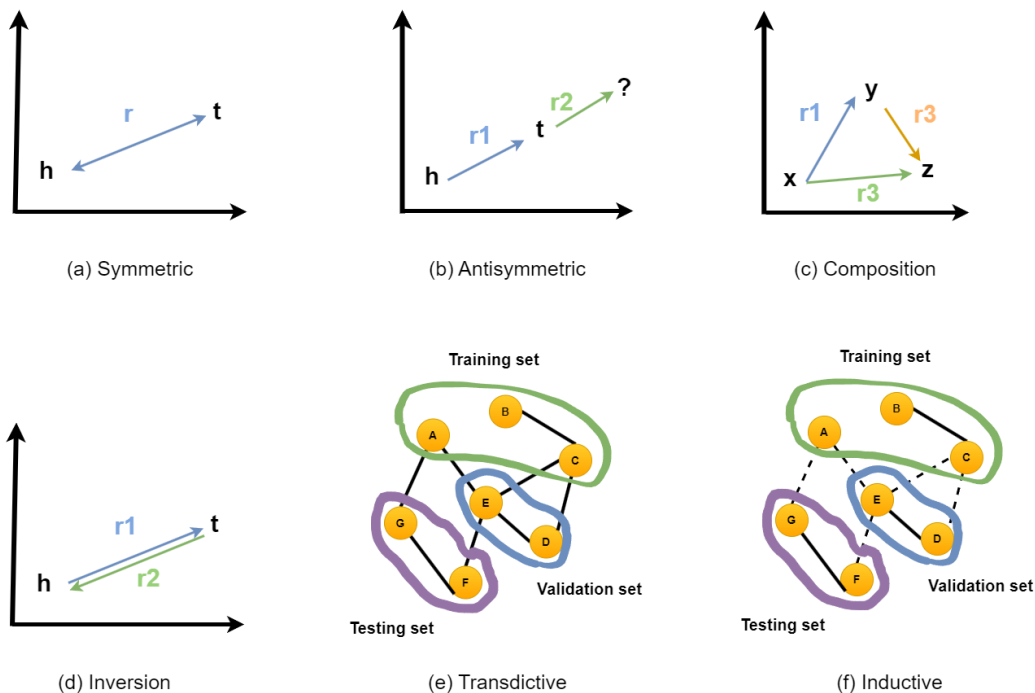 r
t
h
(a) Symmetric
?
r2
r1
t
h
(b) Antisymmetric
y
r1
r3
x
z
r3
(c) Composition
r1
t
h
r2
(d) Inversion
Training set
B
A
C
E
G
D
F
Validation set
Testing set
(e) Transdictive
Training set
B
A
C
E
G
D
F
Validation set
Testing set
(f) Inductive